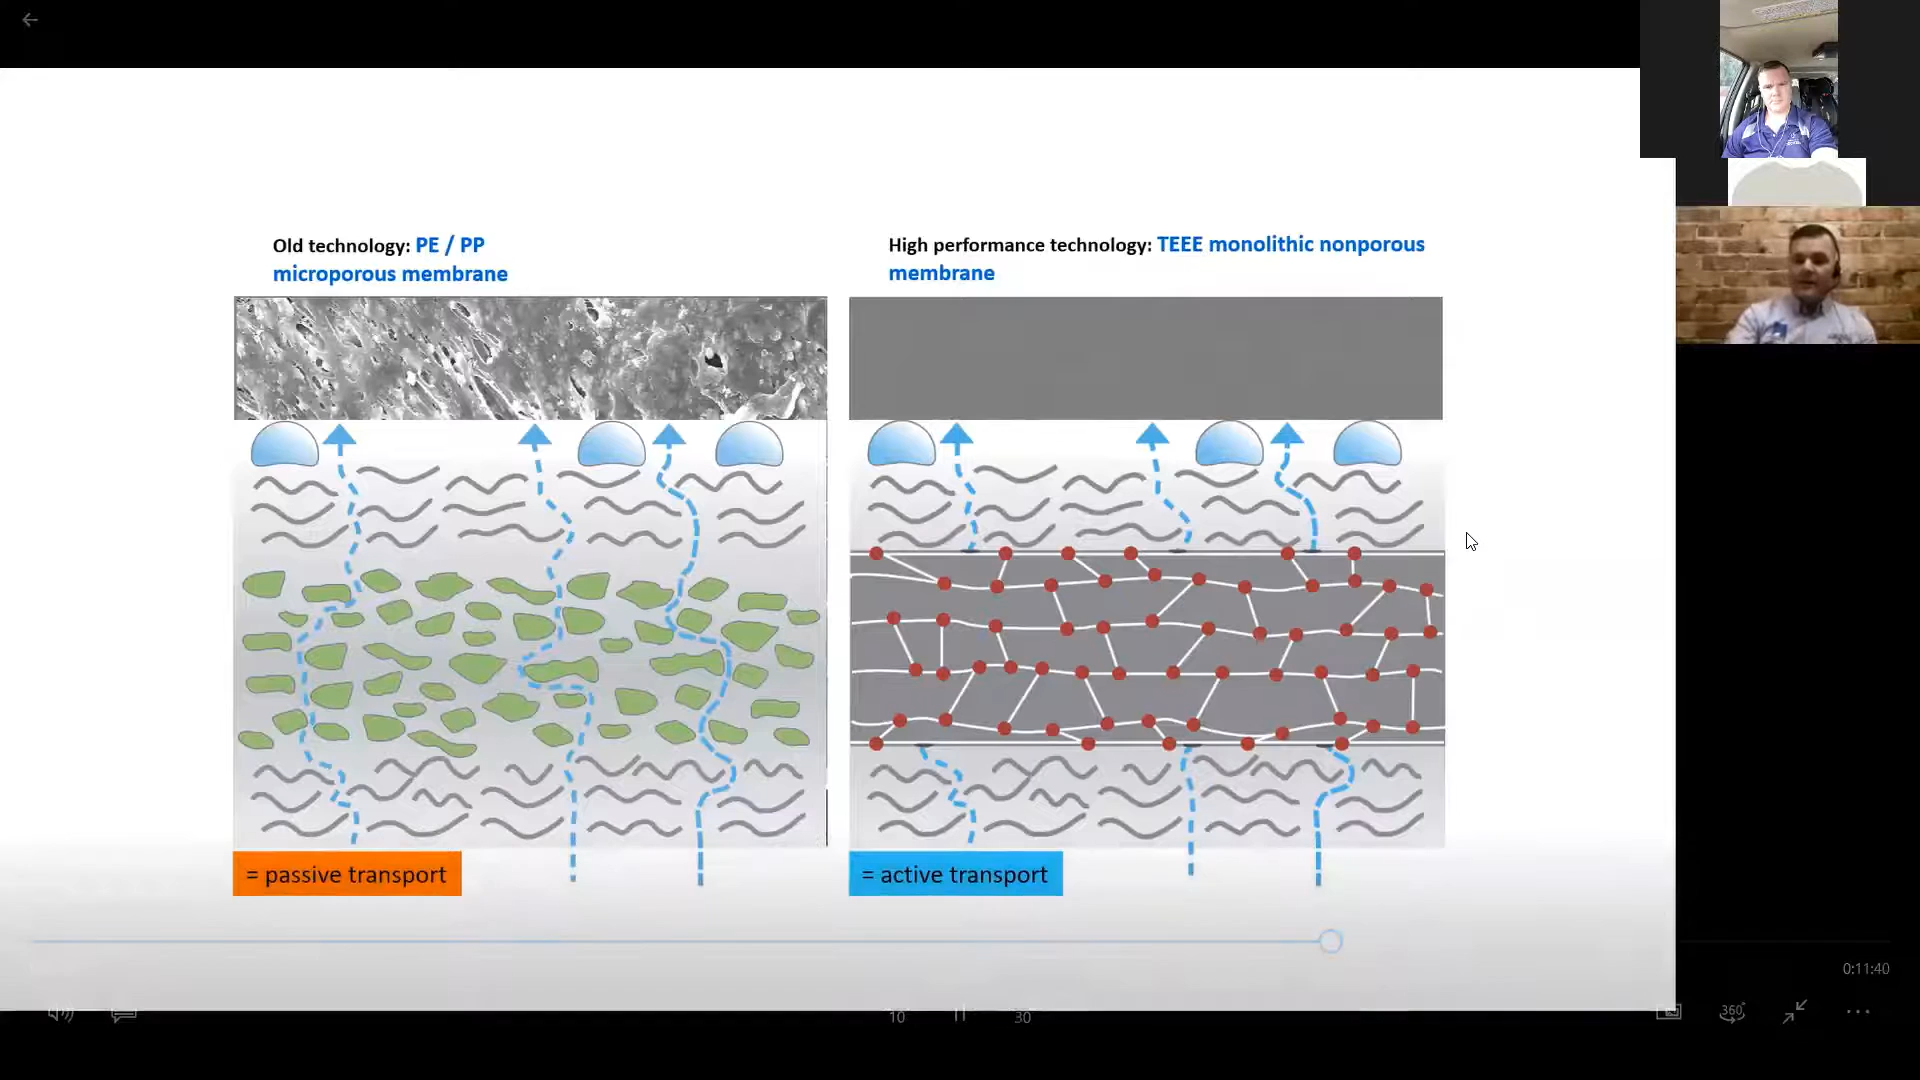 Old technology: PE / PP
microporous membrane
High performance technology: TEEE monolithic nonporous
membrane
= passive transport
= active transport
0:11:40
10
30
360°